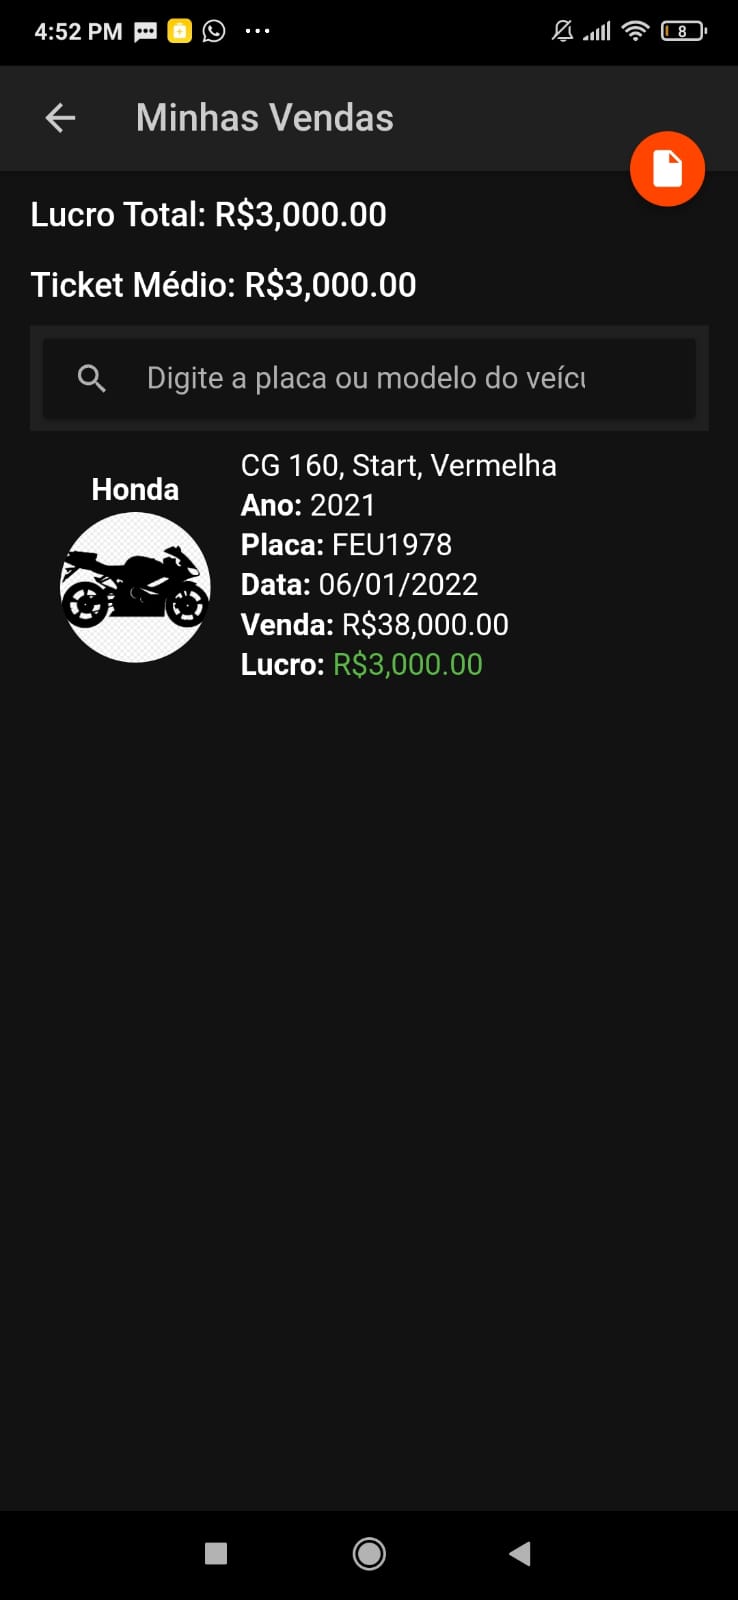 4:52 PM
8
Minhas Vendas
Lucro Total: R$3,000.00
Ticket Médio: R$3,000.00
Digite a placa ou modelo do veícu
Honda
CG 160, Start, Vermelha
Ano: 2021
Placa: FEU1978
Data: 06/01/2022
Venda: R$38,000.00
Lucro: R$3,000.00